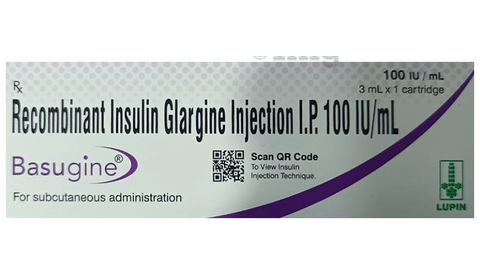 100 IU / mL
3 mL x 1 cartridge
Rx
Recombinant Insulin Glargine Injection I.P. 100 IU/mL
Basugine®
Scan QR Code
To View Insulin
Injection Technique.
For subcutaneous administration
LUPIN